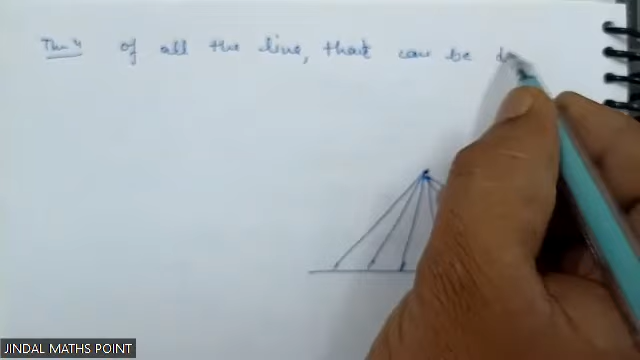 Thm 4 of all the line, that can be d
JINDAL MATHS POINT